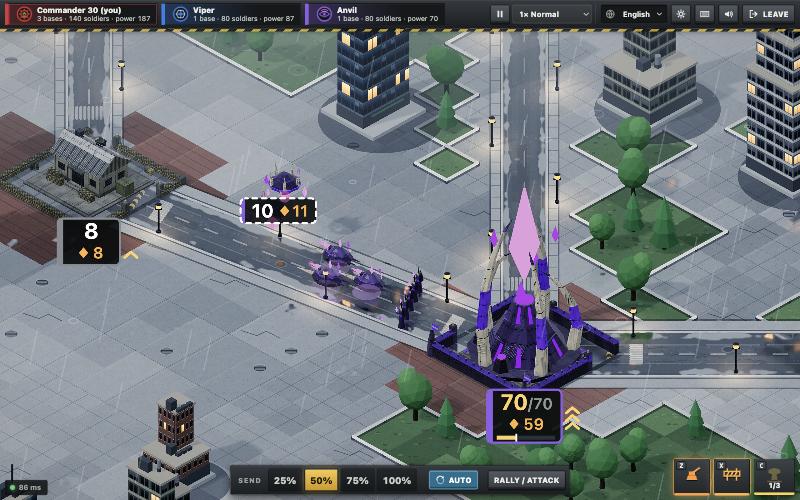 Commander 30 (you)
3 bases · 140 soldiers · power 187
Viper
1 base · 80 soldiers · power 87
Anvil
1 base · 80 soldiers · power 70
1× Normal
English
LEAVE
10 11
8
8
70/70
59
86 ms
SEND 25% 50% 75% 100% AUTO RALLY / ATTACK
Z
X
C
1/3